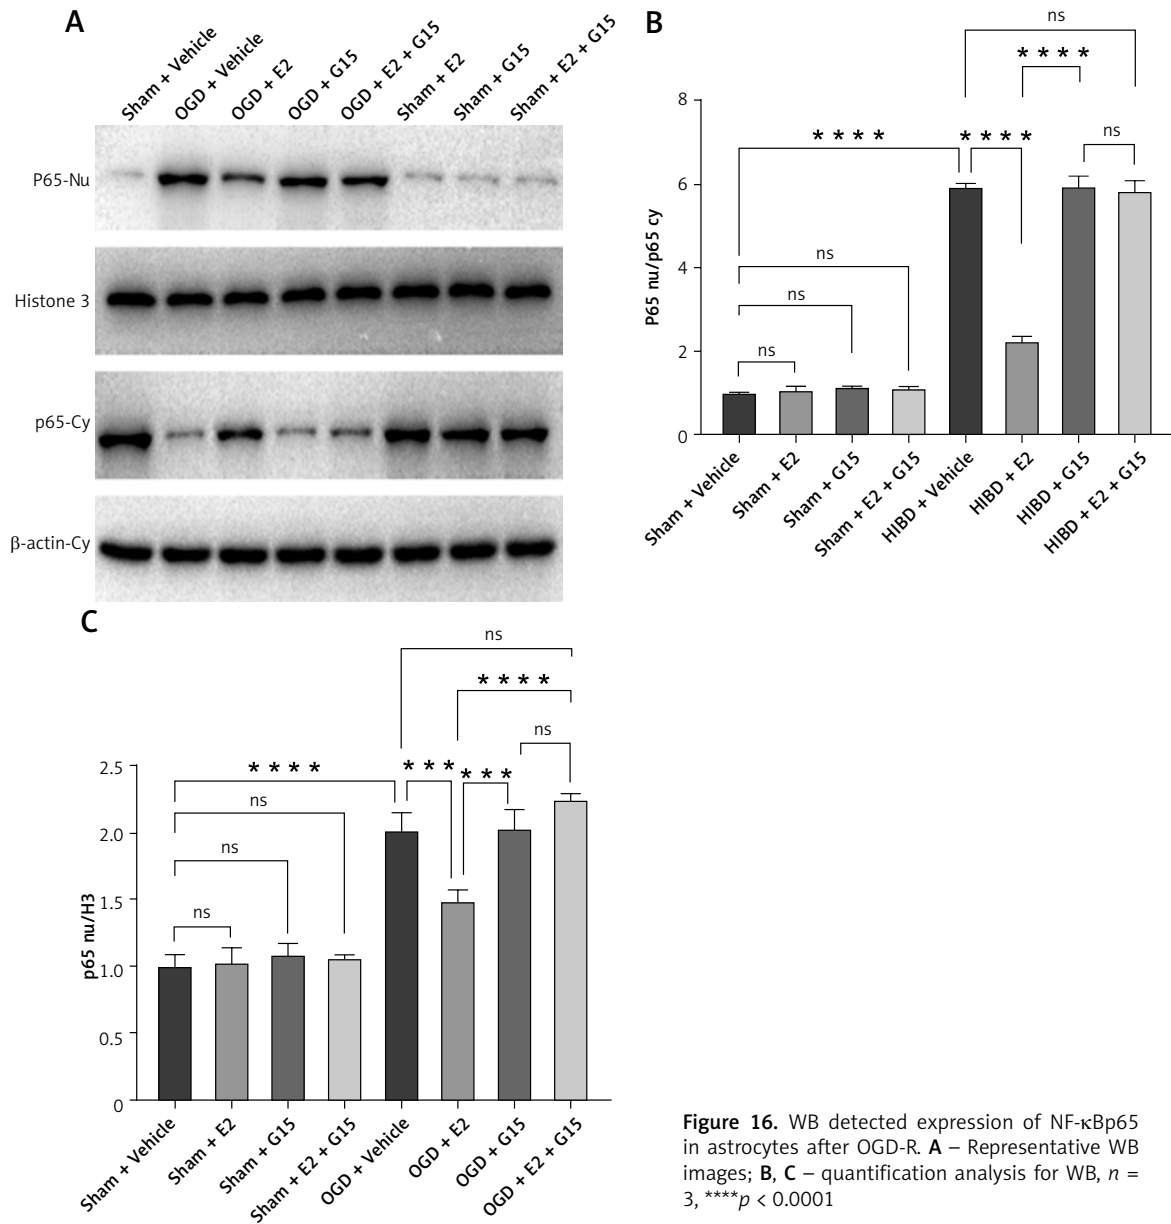 A
Sham + Vehicle
OGD + Vehicle
OGD + E2
OGD + G15
OGD + E2 + G15
Sham + E2
Sham + G15
Sham + E2 + G15
P65-Nu
Histone 3
p65-Cy
β-actin-Cy
B
ns
* * * *
* * * *
* * * *
ns
ns
ns
ns
P65 nu/p65 cy
8
6
4
2
0
Sham + Vehicle
Sham + E2
Sham + G15
Sham + E2 + G15
HIBD + Vehicle
HIBD + E2
HIBD + G15
HIBD + E2 + G15
C
ns
* * * *
ns
* * * *
* * *
* * *
ns
ns
ns
p65 nu/H3
2.5
2.0
1.5
1.0
0.5
0
Sham + Vehicle
Sham + E2
Sham + G15
Sham + E2 + G15
OGD + Vehicle
OGD + E2
OGD + G15
OGD + E2 + G15
Figure 16. WB detected expression of NF-κBp65
in astrocytes after OGD-R. A – Representative WB
images; B, C – quantification analysis for WB, n =
3, ****p < 0.0001